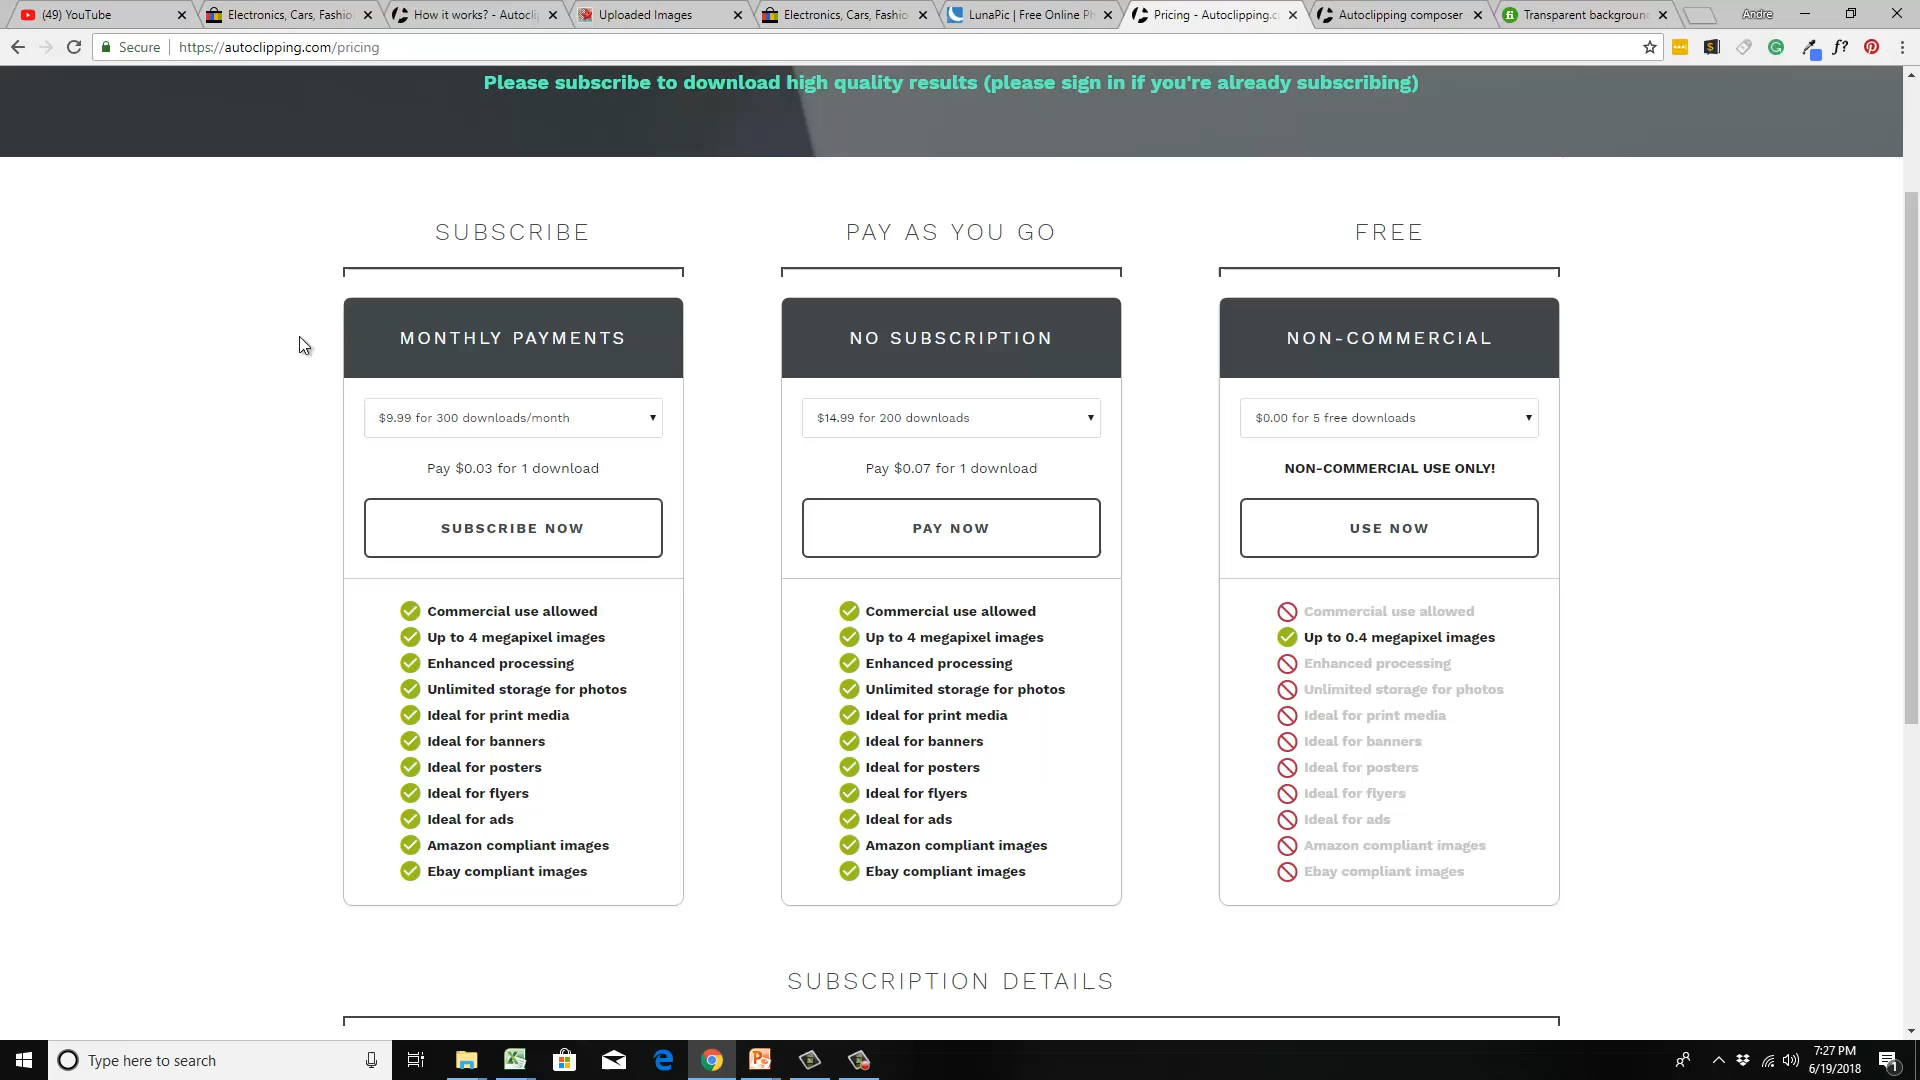 (49) YouTube
Electronics, Cars, Fashio
How it works? - Autocli
Uploaded Images
Electronics, Cars, Fashio
LunaPic | Free Online Ph
Pricing - Autoclipping.c
Autoclipping composer
Transparent background
Andre
Secure
https://autoclipping.com/pricing
Please subscribe to download high quality results (please sign in if you're already subscribing)
SUBSCRIBE
MONTHLY PAYMENTS
$9.99 for 300 downloads/month
Pay $0.03 for 1 download
SUBSCRIBE NOW
Commercial use allowed
Up to 4 megapixel images
Enhanced processing
Unlimited storage for photos
Ideal for print media
Ideal for banners
Ideal for posters
Ideal for flyers
Ideal for ads
Amazon compliant images
Ebay compliant images
PAY AS YOU GO
NO SUBSCRIPTION
$14.99 for 200 downloads
Pay $0.07 for 1 download
PAY NOW
Commercial use allowed
Up to 4 megapixel images
Enhanced processing
Unlimited storage for photos
Ideal for print media
Ideal for banners
Ideal for posters
Ideal for flyers
Ideal for ads
Amazon compliant images
Ebay compliant images
FREE
NON-COMMERCIAL
$0.00 for 5 free downloads
NON-COMMERCIAL USE ONLY!
USE NOW
Commercial use allowed
Up to 0.4 megapixel images
Enhanced processing
Unlimited storage for photos
Ideal for print media
Ideal for banners
Ideal for posters
Ideal for flyers
Ideal for ads
Amazon compliant images
Ebay compliant images
SUBSCRIPTION DETAILS
Type here to search
7:27 PM
6/19/2018
1